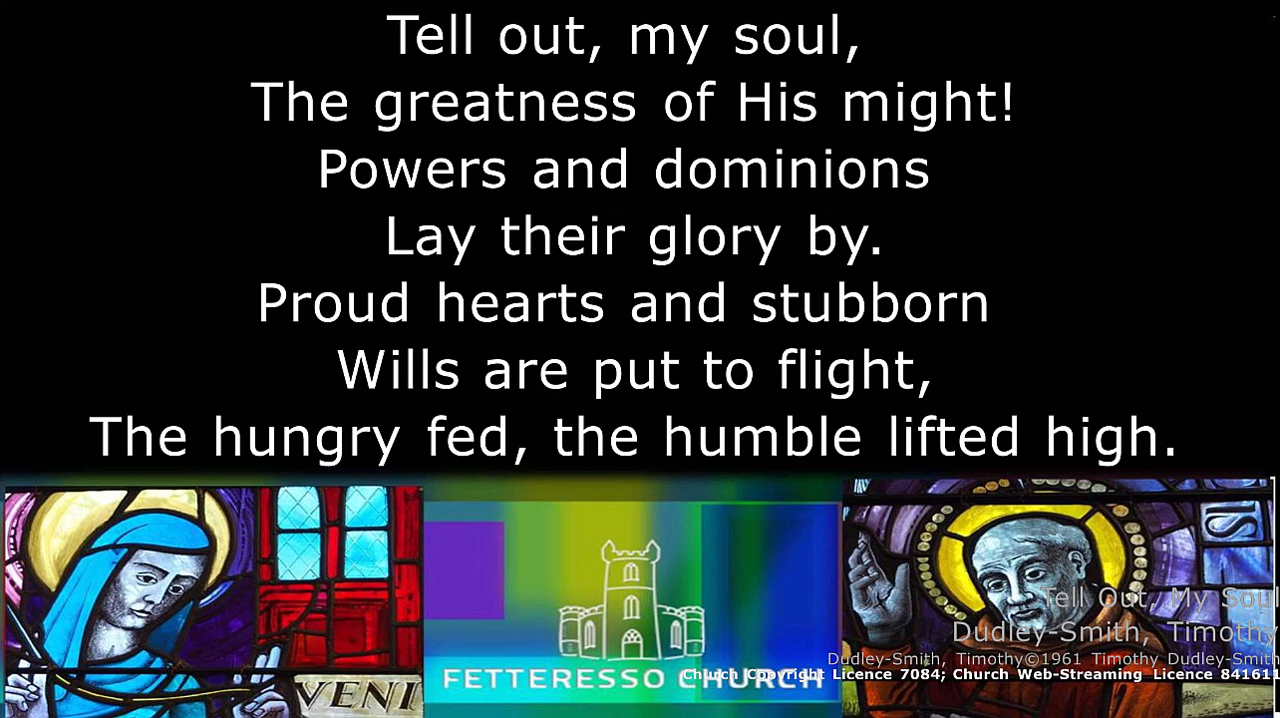 Tell out, my soul,
The greatness of His might!
Powers and dominions
Lay their glory by.
Proud hearts and stubborn
Wills are put to flight,
The hungry fed, the humble lifted high.
VENI
FETTERESSO CHURCH
SI
Tell Out, My Soul
Dudley-Smith, Timothy
Dudley-Smith, Timothy©1961 Timothy Dudley-Smith
Church Copyright Licence 7084; Church Web-Streaming Licence 841611